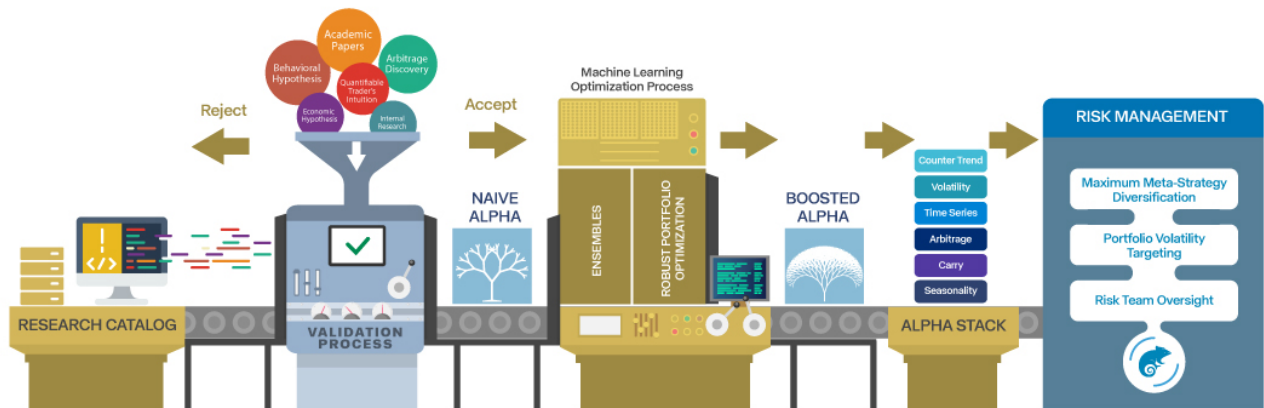 Academic
Papers
Behavioral
Hypothesis
Arbitrage
Discovery
Quantifiable
Trader's
Intuition
Economic
Hypothesis
Internal
Research
Reject
Accept
Machine Learning
Optimization Process
RESEARCH CATALOG
VALIDATION
PROCESS
NAIVE
ALPHA
ENSEMBLES
ROBUST PORTFOLIO
OPTIMIZATION
BOOSTED
ALPHA
Counter Trend
Volatility
Time Series
Arbitrage
Carry
Seasonality
ALPHA STACK
RISK MANAGEMENT
Maximum Meta-Strategy
Diversification
Portfolio Volatility
Targeting
Risk Team Oversight
!
</>